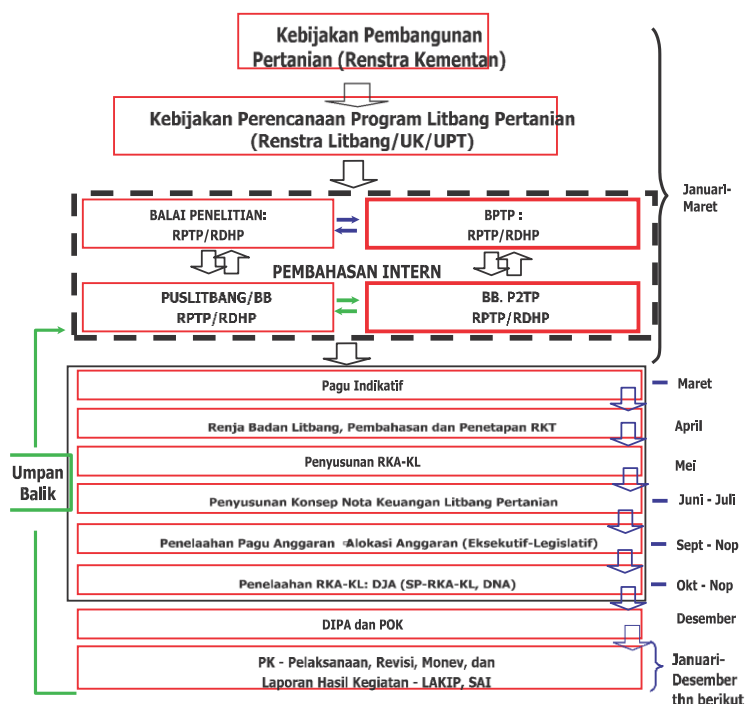 Kebijakan Pembangunan
Pertanian (Renstra Kementan)
Kebijakan Perencanaan Program Litbang Pertanian
(Renstra Litbang/UK/UPT)
Januari-
Maret
BALAI PENELITIAN:
RPTP/RDHP
BPTP :
RPTP/RDHP
PEMBAHASAN INTERN
PUSLITBANG/BB
RPTP/RDHP
BB. P2TP
RPTP/RDHP
Pagu Indikatif
Maret
Renja Badan Litbang, Pembahasan dan Penetapan RKT
April
Penyusunan RKA-KL
Mei
Umpan
Balik
Penyusunan Konsep Nota Keuangan Litbang Pertanian
Juni - Juli
Penelaahan Pagu Anggaran =Alokasi Anggaran (Eksekutif-Legislatif)
Sept - Nop
Penelaahan RKA-KL: DJA (SP-RKA-KL, DNA)
Okt - Nop
DIPA dan POK
Desember
PK - Pelaksanaan, Revisi, Monev, dan
Laporan Hasil Kegiatan - LAKIP, SAI
Januari-
Desember
thn berikut